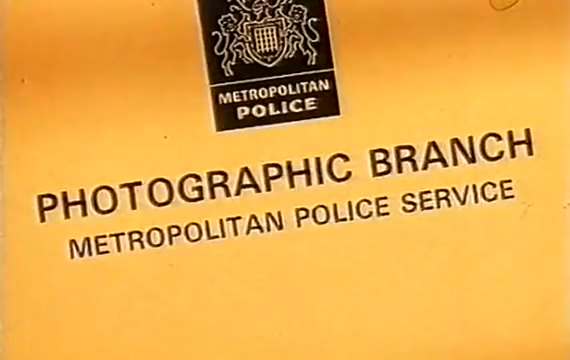 METROPOLITAN
POLICE
PHOTOGRAPHIC BRANCH
METROPOLITAN POLICE SERVICE